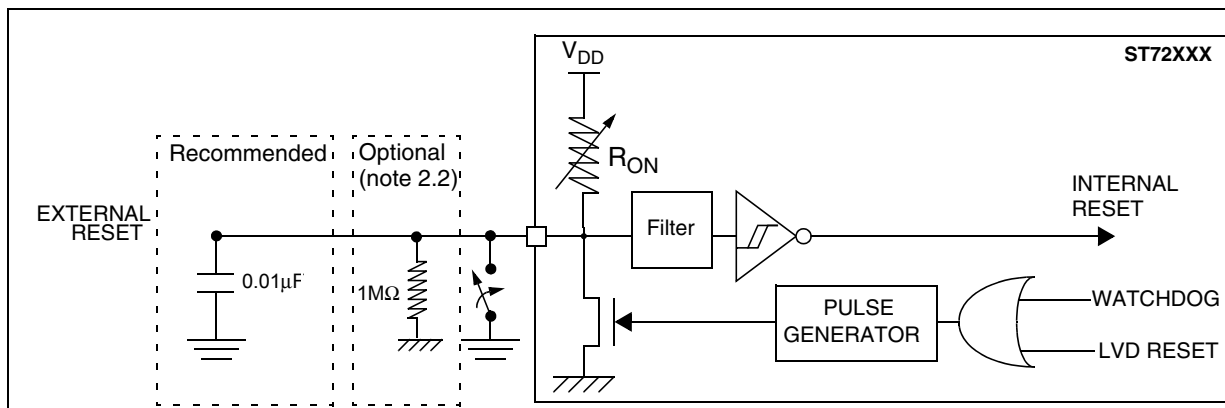 V_DD
ST72XXX
Recommended
Optional
(note 2.2)
R_ON
EXTERNAL
RESET
Filter
INTERNAL
RESET
0.01μF
1MΩ
PULSE
GENERATOR
WATCHDOG
LVD RESET